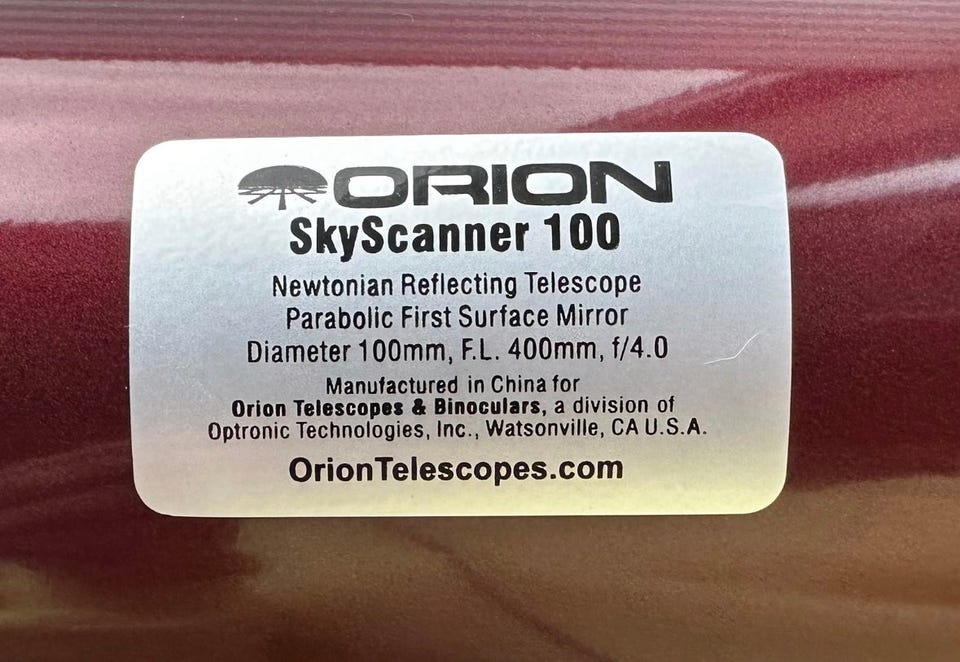 ORION
SkyScanner 100
Newtonian Reflecting Telescope
Parabolic First Surface Mirror
Diameter 100mm, F.L. 400mm, f/4.0
Manufactured in China for
Orion Telescopes & Binoculars, a division of
Optronic Technologies, Inc., Watsonville, CA U.S.A.
OrionTelescopes.com